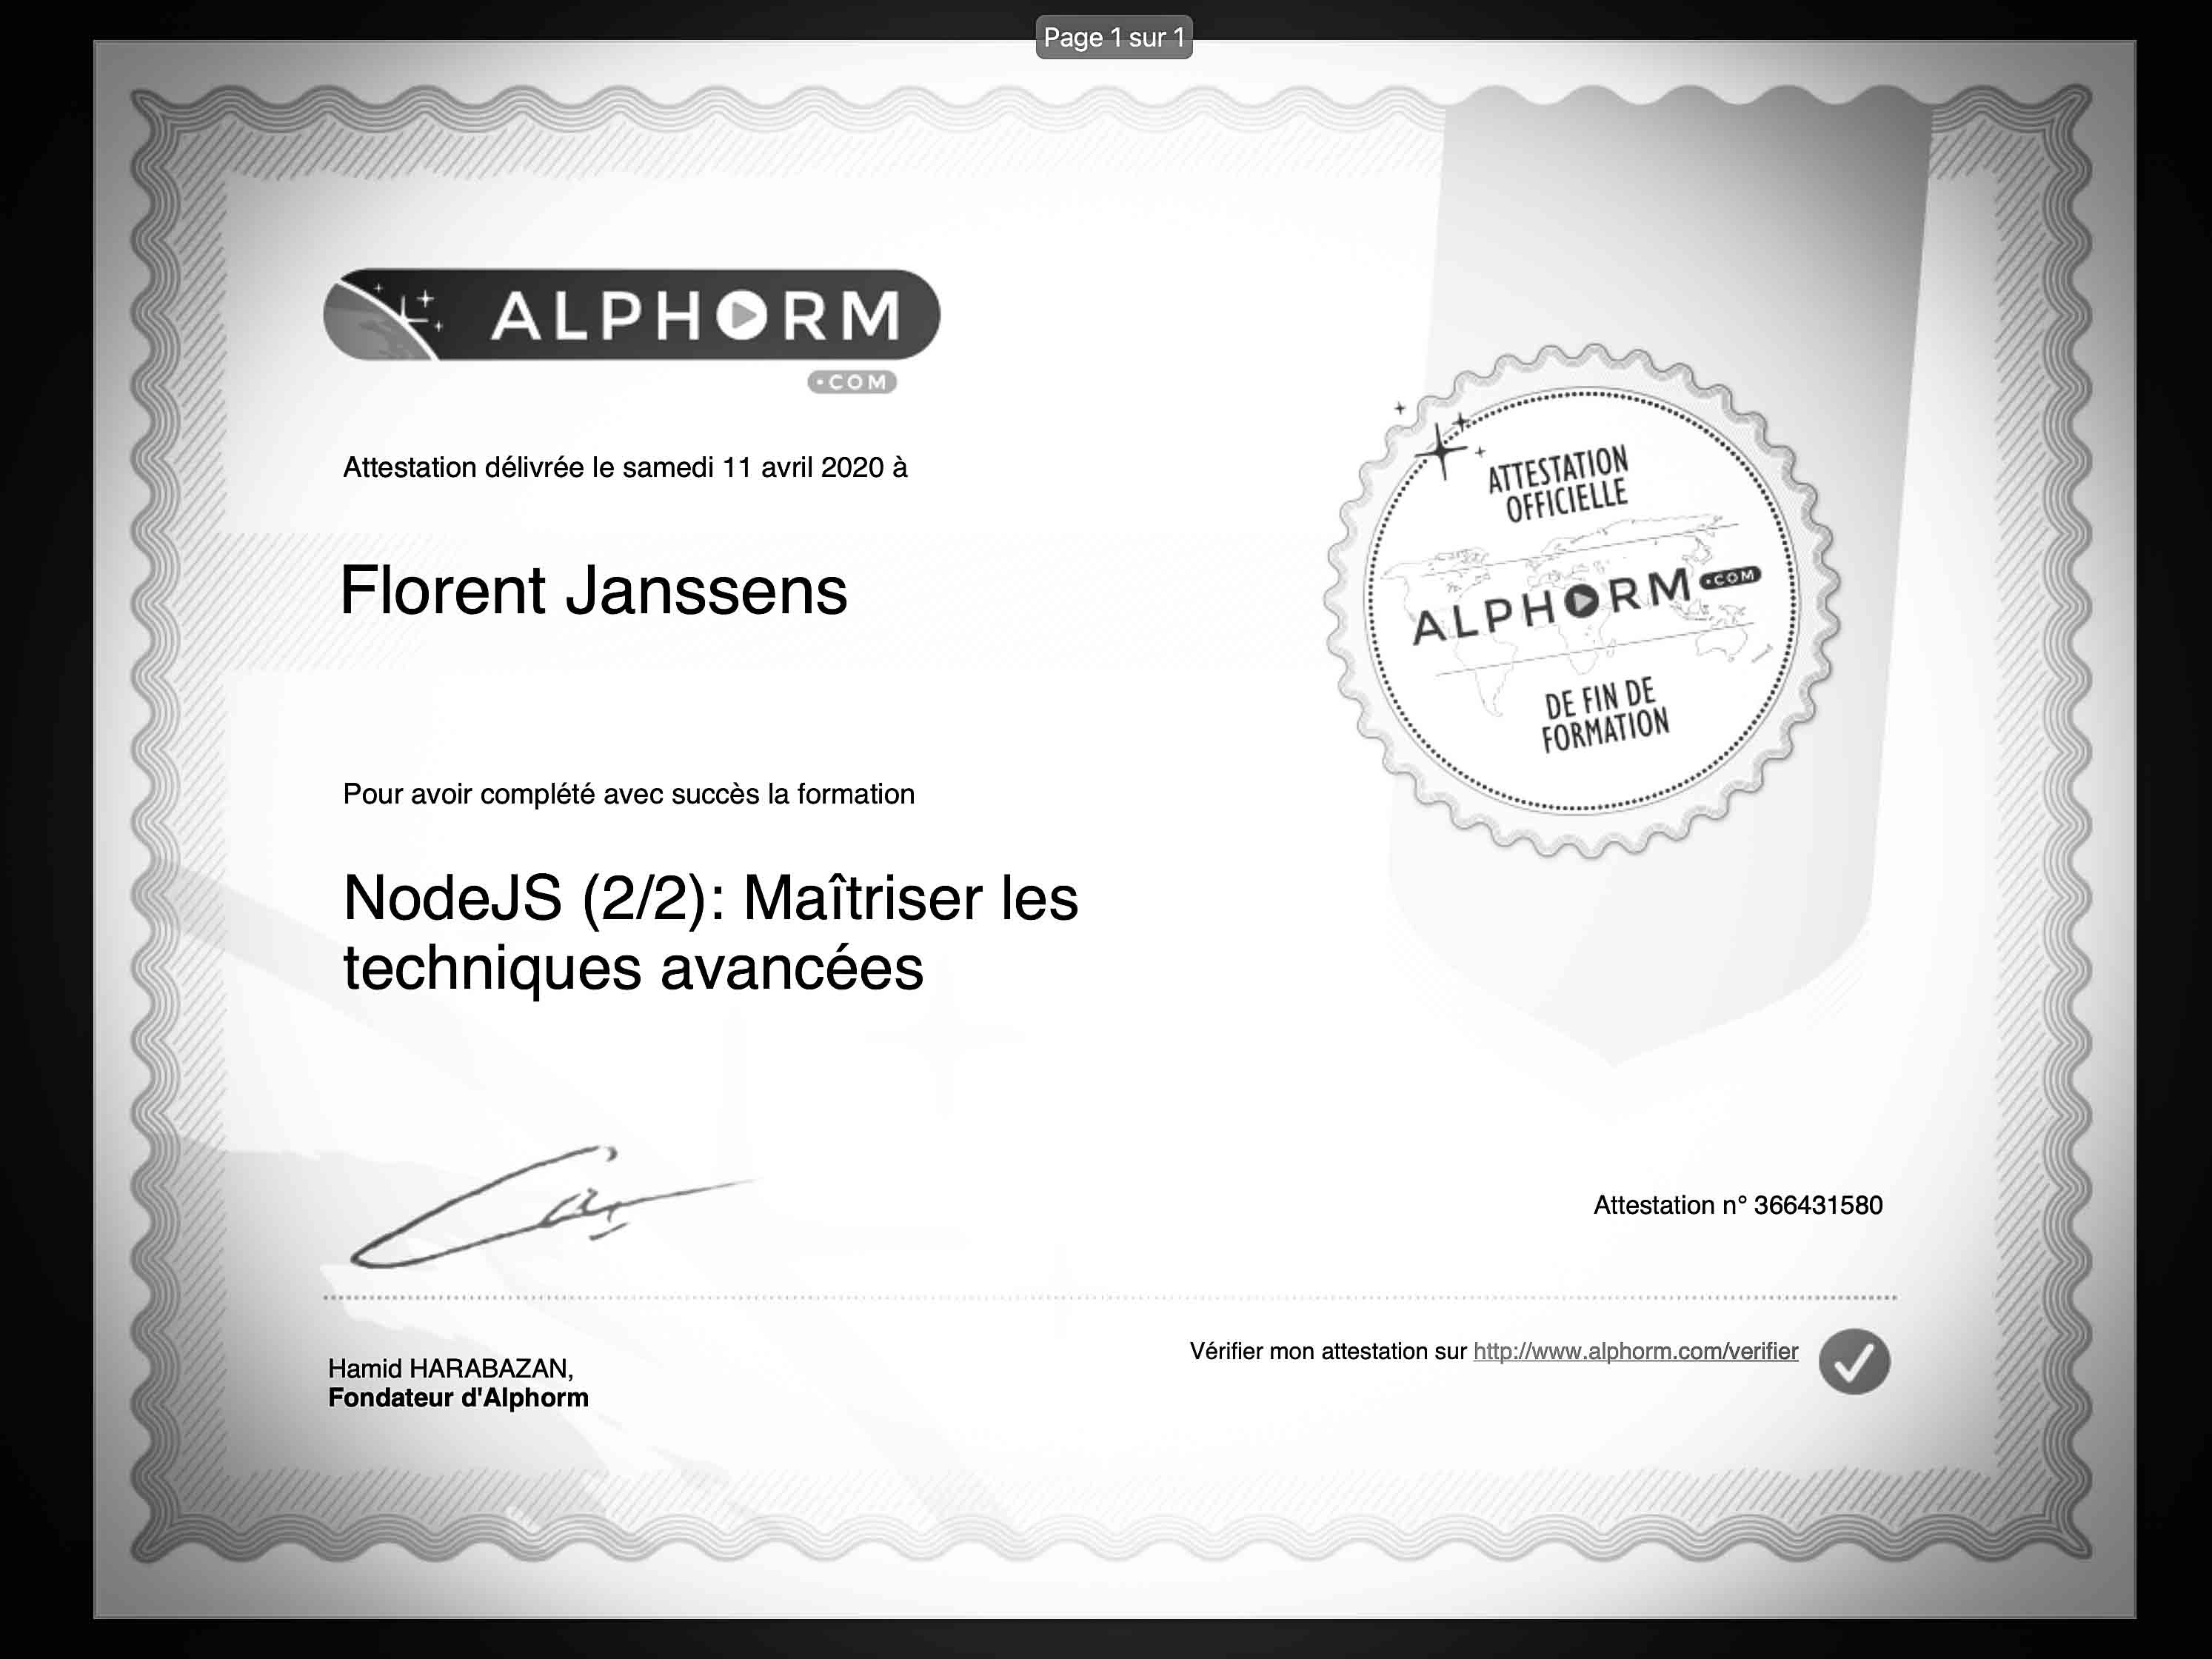 Page 1 sur 1
ALPHORM
.COM
Attestation délivrée le samedi 11 avril 2020 à
Florent Janssens
Pour avoir complété avec succès la formation
NodeJS (2/2): Maîtriser les
techniques avancées
ATTESTATION
OFFICIELLE
ALPHORM .COM
DE FIN DE
FORMATION
Attestation n° 366431580
Hamid HARABAZAN,
Fondateur d'Alphorm
Vérifier mon attestation sur http://www.alphorm.com/verifier